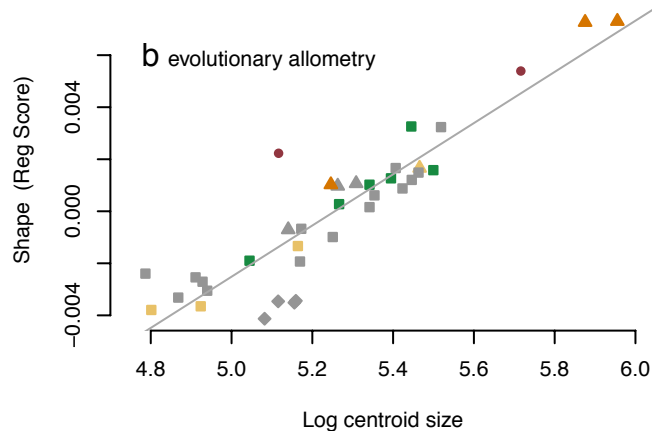 b evolutionary allometry
Shape (Reg Score)
0.004
0.000
−0.004
4.8 5.0 5.2 5.4 5.6 5.8 6.0
Log centroid size